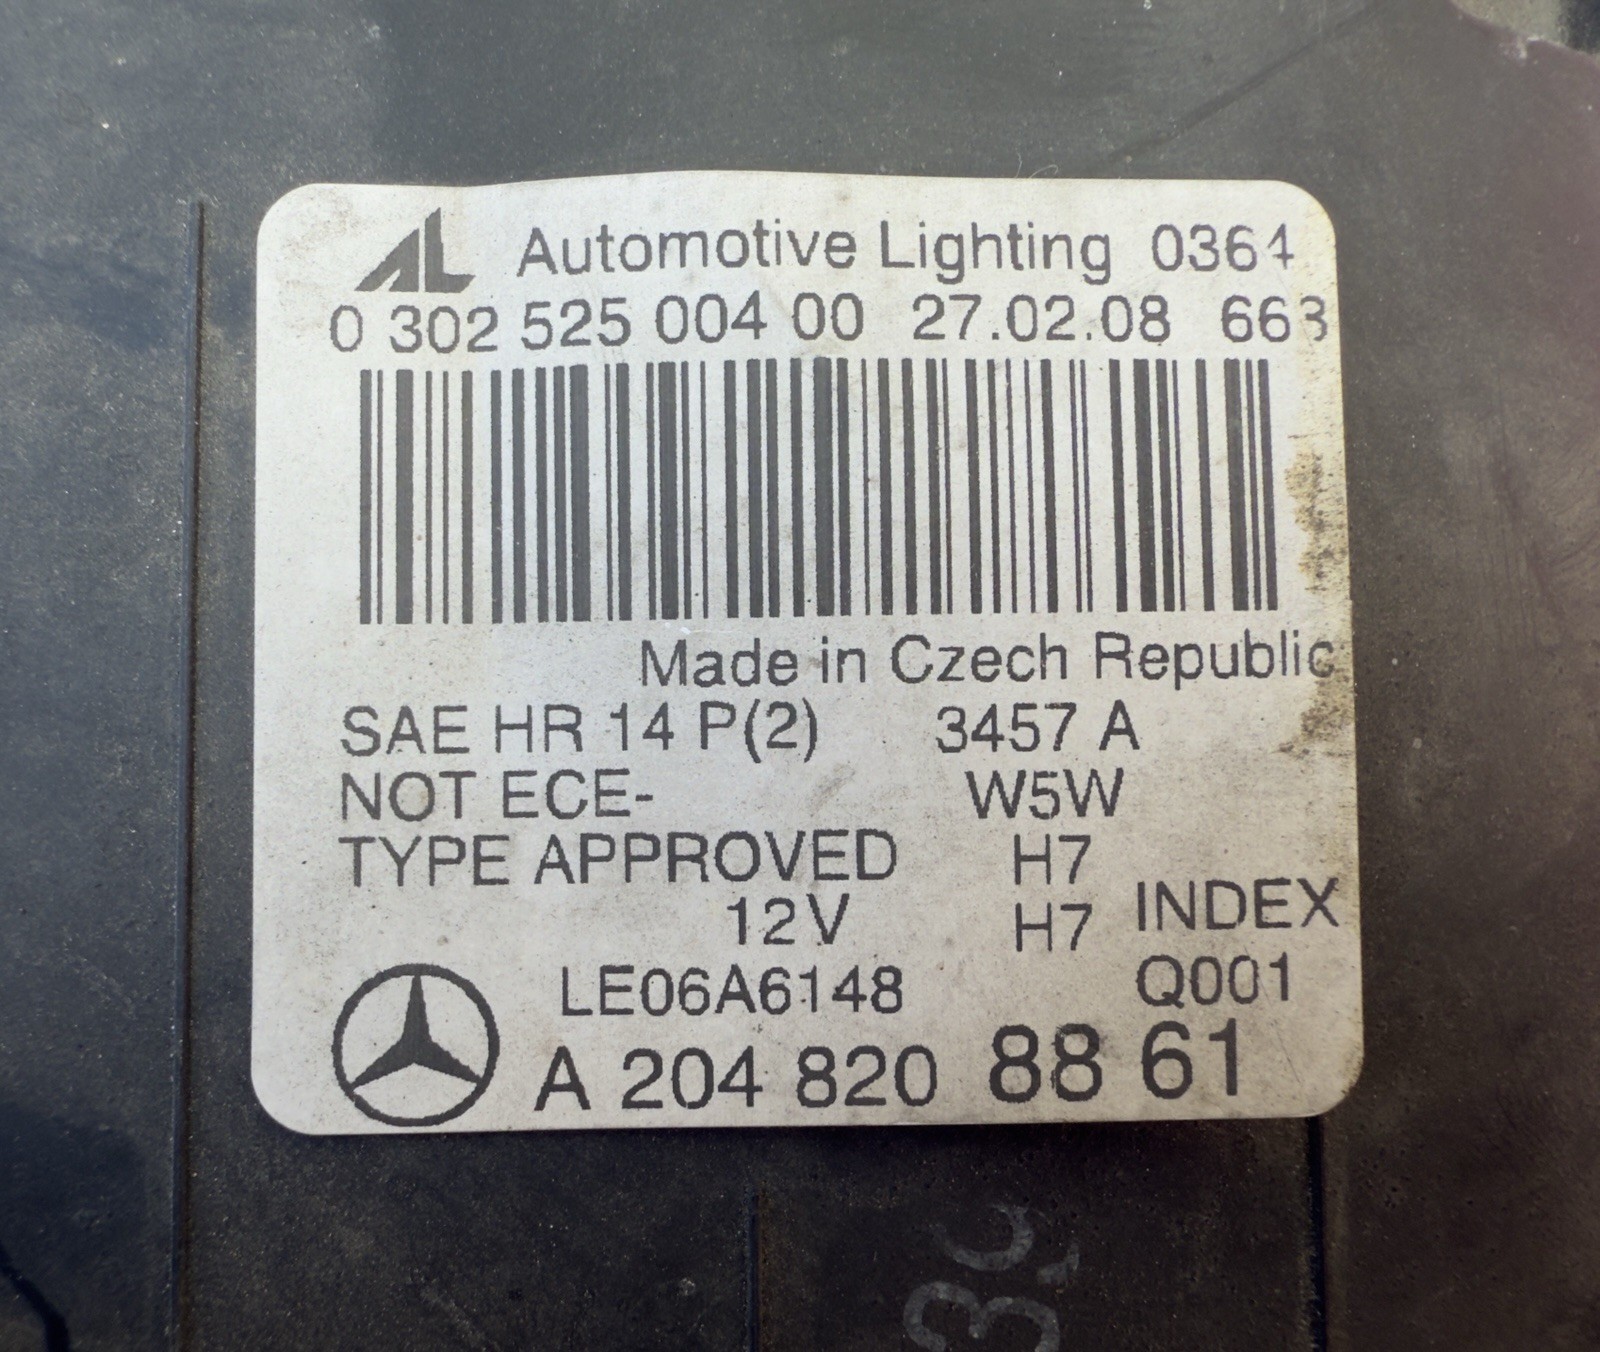 AL Automotive Lighting 0364
0 302 525 004 00 27.02.08 663
Made in Czech Republic
SAE HR 14 P(2) 3457 A
NOT ECE- W5W
TYPE APPROVED H7
12V H7 INDEX
LE06A6148 Q001
A 204 820 88 61